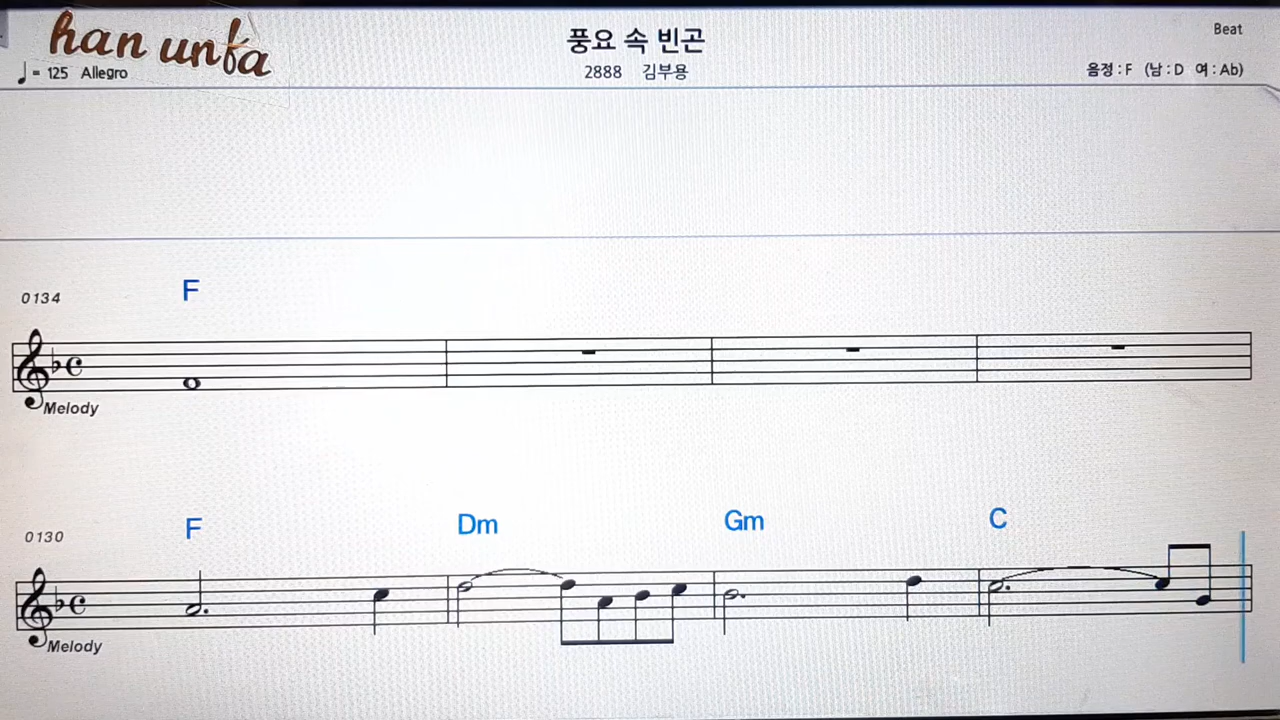 han unfa
풍요 속 빈곤
Beat
♩= 125 Allegro
2888 김부용
음정 : F (남 : D 여 : Ab)
0134
F
Melody
0130
F Dm Gm C
Melody